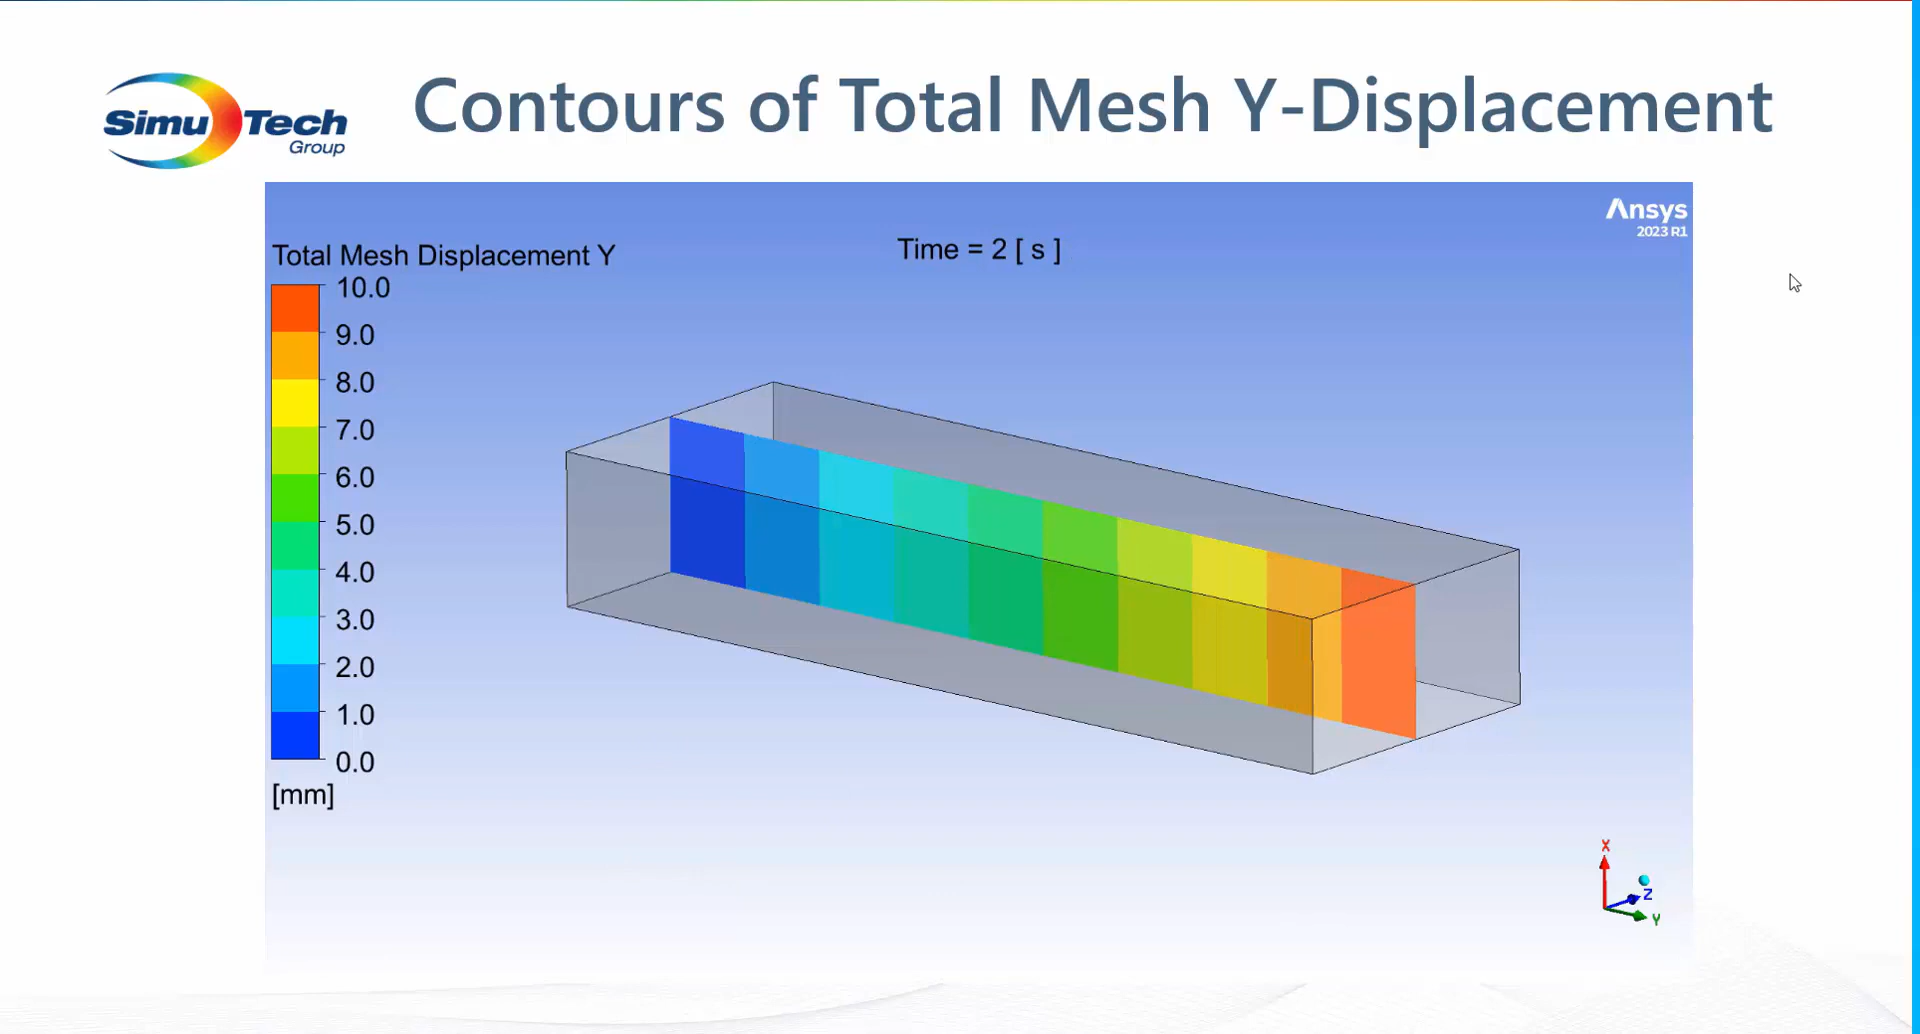 Simu Tech
Group
Contours of Total Mesh Y-Displacement
Ansys
2023 R1
Total Mesh Displacement Y
Time = 2 [ s ]
10.0
9.0
8.0
7.0
6.0
5.0
4.0
3.0
2.0
1.0
0.0
[mm]
X
Z
Y